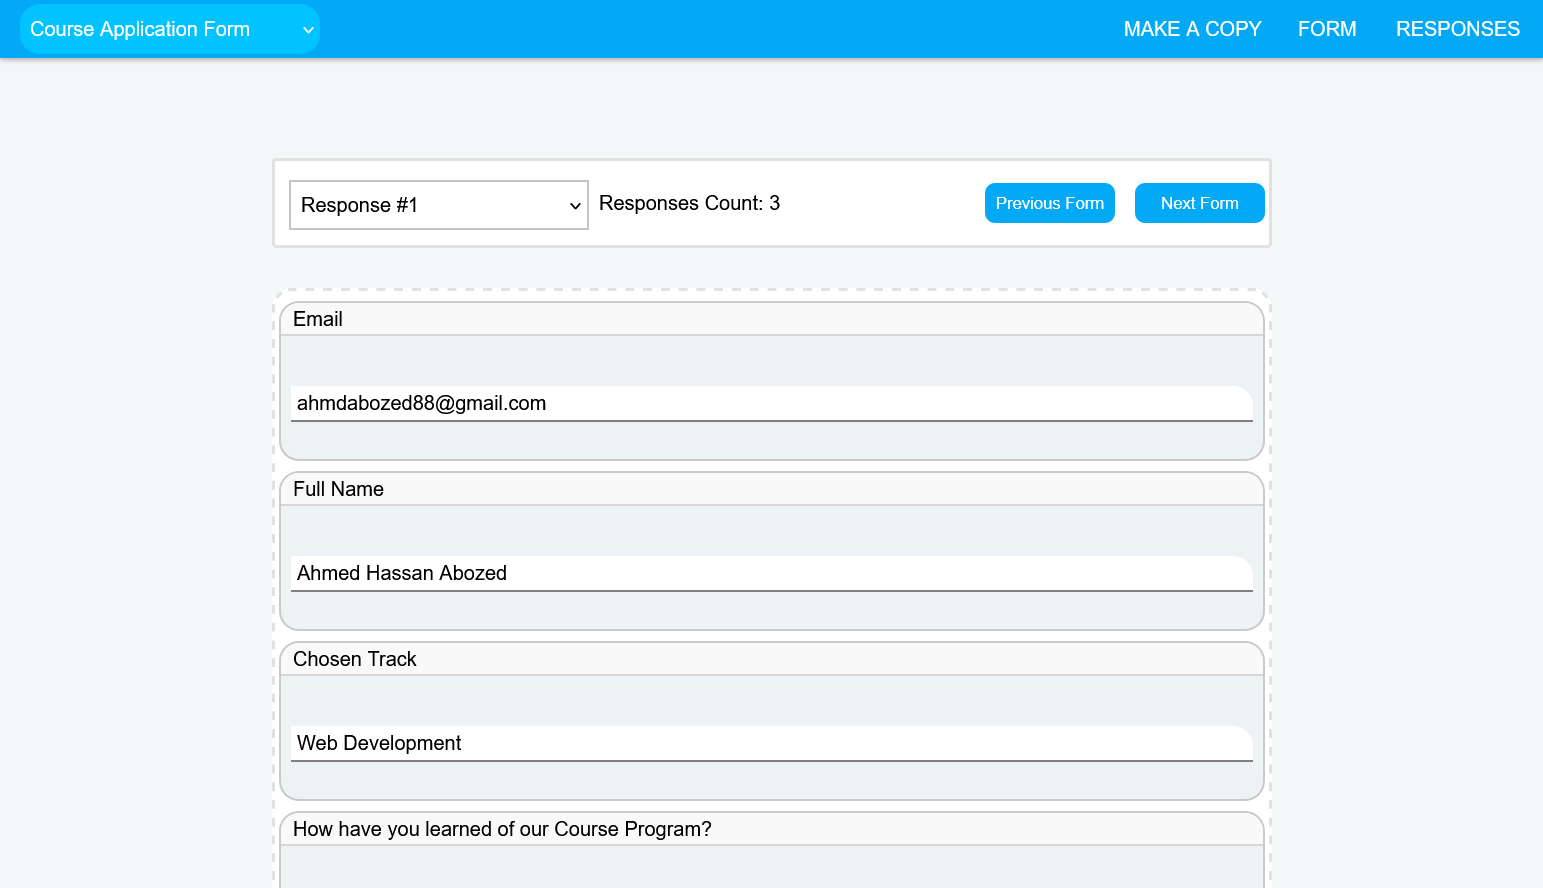 Course Application Form
MAKE A COPY
FORM
RESPONSES
Response #1
Responses Count: 3
Previous Form
Next Form
Email
ahmdabozed88@gmail.com
Full Name
Ahmed Hassan Abozed
Chosen Track
Web Development
How have you learned of our Course Program?